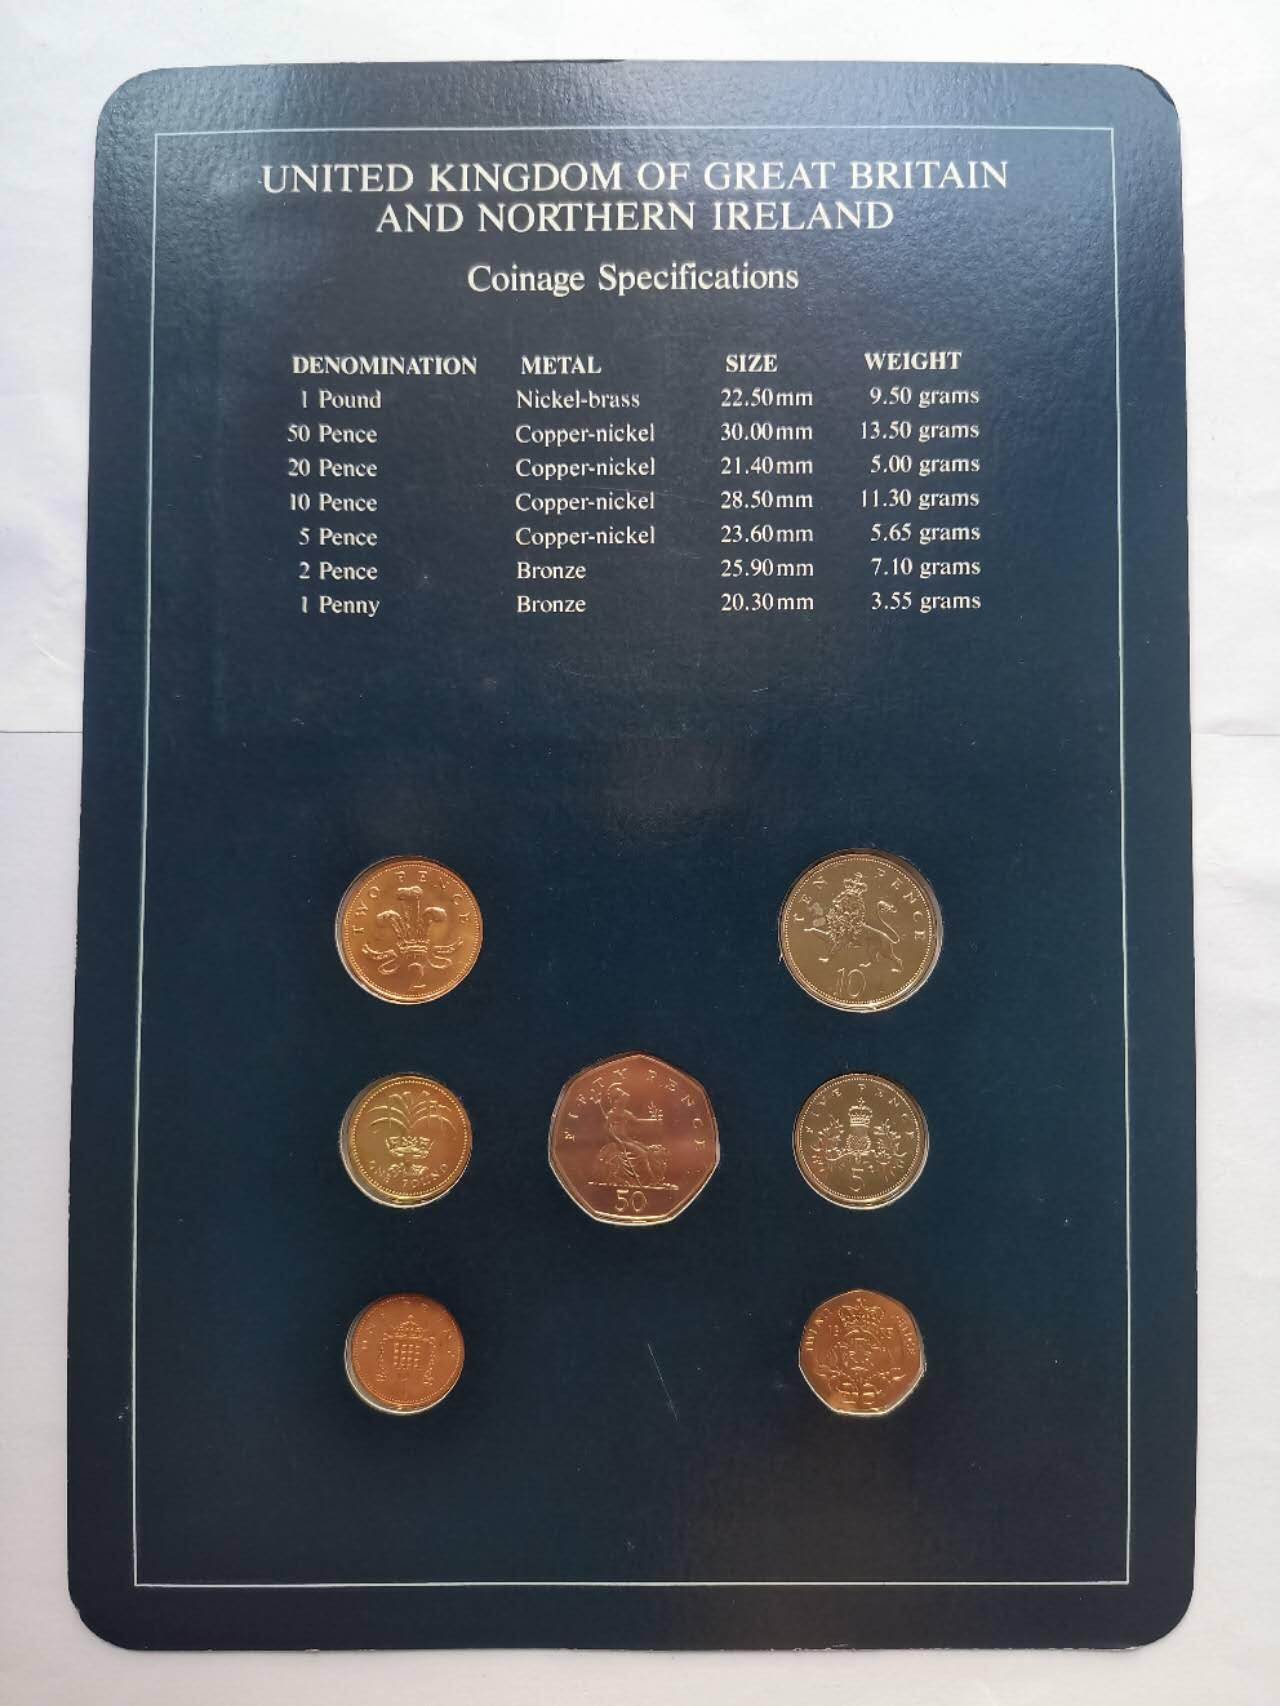 UNITED KINGDOM OF GREAT BRITAIN
AND NORTHERN IRELAND
Coinage Specifications
DENOMINATION METAL SIZE WEIGHT
1 Pound Nickel-brass 22.50mm 9.50 grams
50 Pence Copper-nickel 30.00mm 13.50 grams
20 Pence Copper-nickel 21.40mm 5.00 grams
10 Pence Copper-nickel 28.50mm 11.30 grams
5 Pence Copper-nickel 23.60mm 5.65 grams
2 Pence Bronze 25.90mm 7.10 grams
1 Penny Bronze 20.30mm 3.55 grams
TWO PENCE
2
TEN PENCE
10
ONE POUND
FIFTY PENCE
50
FIVE PENCE
5